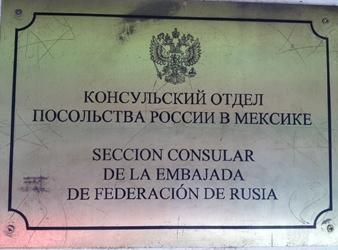 КОНСУЛЬСКИЙ ОТДЕЛ
ПОСОЛЬСТВА РОССИИ В МЕКСИКЕ
SECCION CONSULAR
DE LA EMBAJADA
DE FEDERACIÓN DE RUSIA